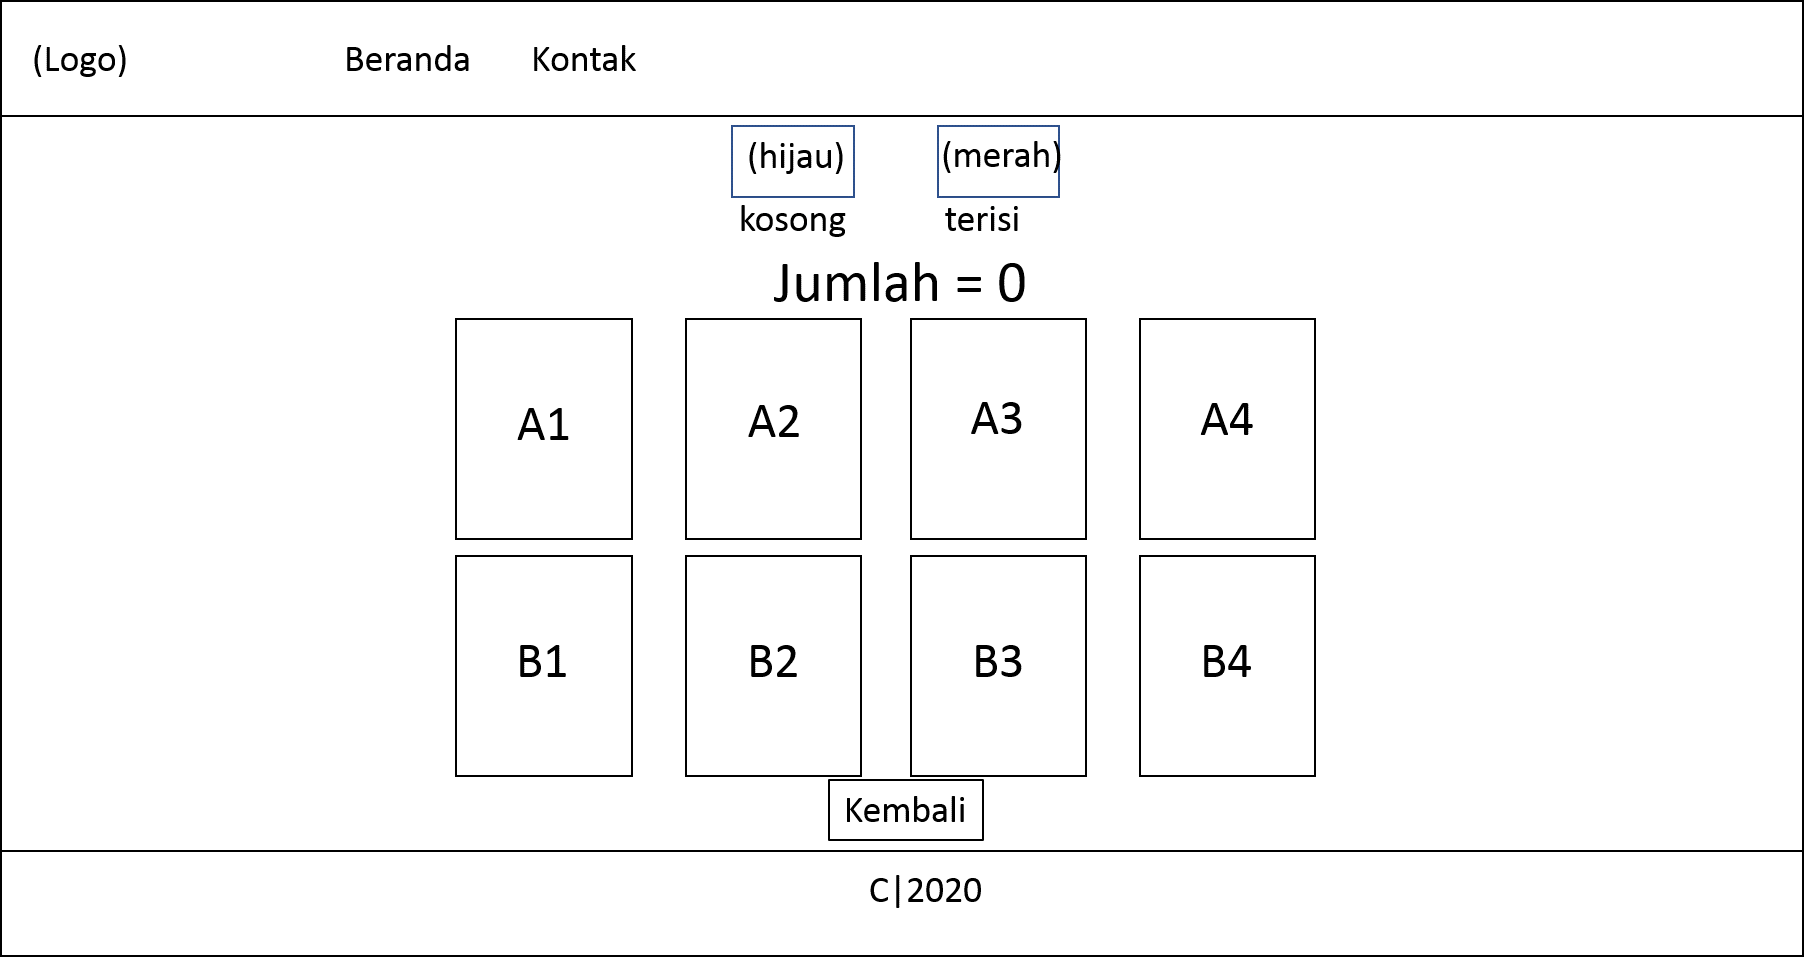 (Logo) Beranda Kontak
(hijau) (merah)
kosong terisi
Jumlah = 0
A1 A2 A3 A4
B1 B2 B3 B4
Kembali
C|2020